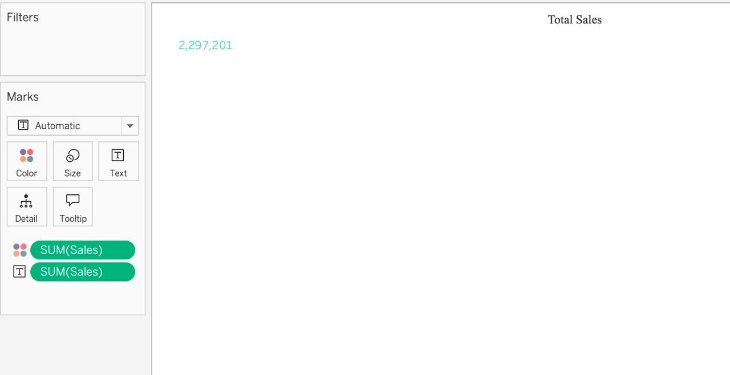 Filters
Total Sales
2,297,201
Marks
Automatic
Color
Size
Text
Detail
Tooltip
SUM(Sales)
SUM(Sales)